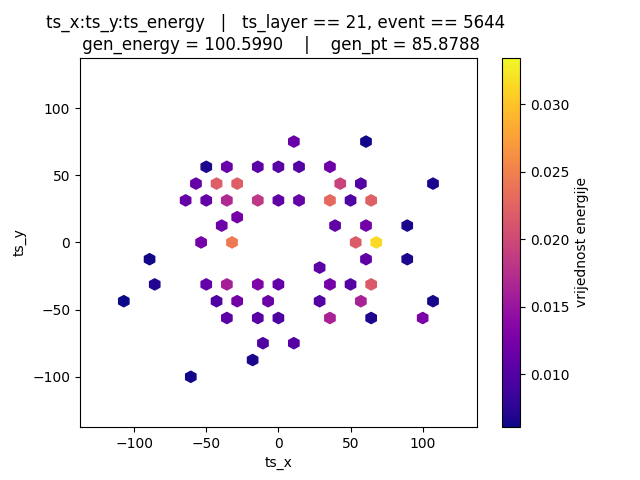 ts_x:ts_y:ts_energy | ts_layer == 21, event == 5644
gen_energy = 100.5990 | gen_pt = 85.8788
100
50
0
−50
−100
ts_y
−100 −50 0 50 100
ts_x
0.030
0.025
0.020
0.015
0.010
vrijednost energije